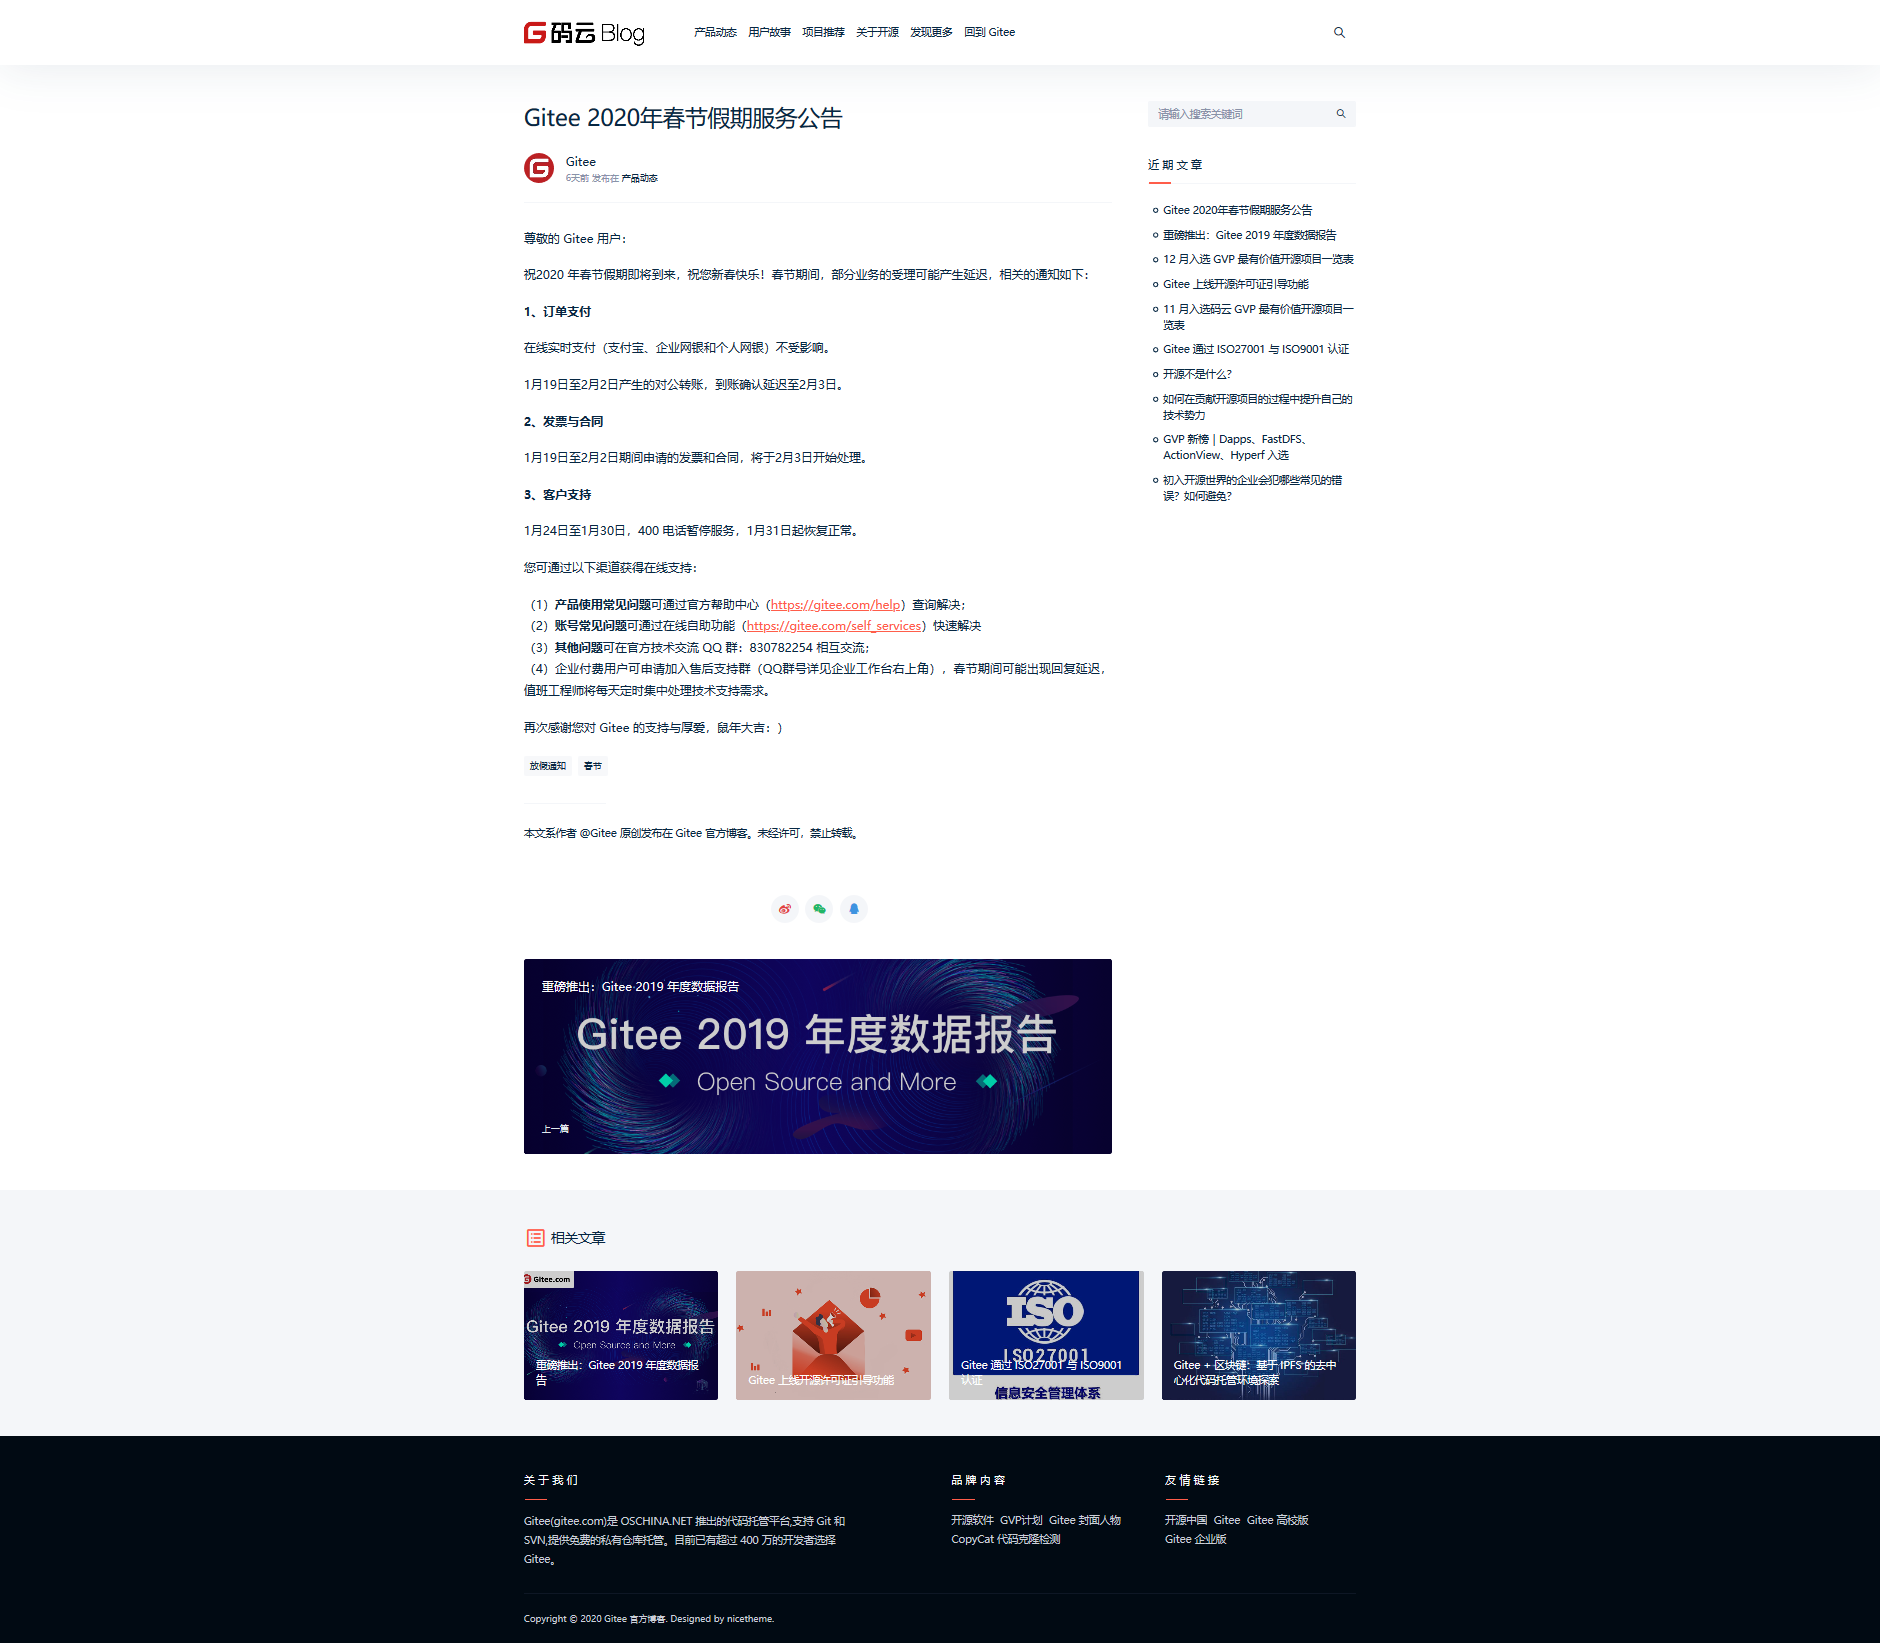 码云 Blog
产品动态 用户故事 项目推荐 关于开源 发现更多 回到 Gitee
Gitee 2020年春节假期服务公告
Gitee
6天前 发布在 产品动态
尊敬的 Gitee 用户：
祝2020 年春节假期即将到来，祝您新春快乐！春节期间，部分业务的受理可能产生延迟，相关的通知如下：
1、订单支付
在线实时支付（支付宝、企业网银和个人网银）不受影响。
1月19日至2月2日产生的对公转账，到账确认延迟至2月3日。
2、发票与合同
1月19日至2月2日期间申请的发票和合同，将于2月3日开始处理。
3、客户支持
1月24日至1月30日，400 电话暂停服务，1月31日起恢复正常。
您可通过以下渠道获得在线支持：
（1）产品使用常见问题可通过官方帮助中心（https://gitee.com/help）查询解决；
（2）账号常见问题可通过在线自助功能（https://gitee.com/self_services）快速解决
（3）其他问题可在官方技术交流 QQ 群：830782254 相互交流；
（4）企业付费用户可申请加入售后支持群（QQ群号详见企业工作台右上角），春节期间可能出现回复延迟，
值班工程师将每天定时集中处理技术支持需求。
再次感谢您对 Gitee 的支持与厚爱，鼠年大吉：)
放假通知 春节
本文系作者 @Gitee 原创发布在 Gitee 官方博客。未经许可，禁止转载。
重磅推出：Gitee 2019 年度数据报告
Gitee 2019 年度数据报告
Open Source and More
上一篇
请输入搜索关键词
近期文章
Gitee 2020年春节假期服务公告
重磅推出：Gitee 2019 年度数据报告
12 月入选 GVP 最有价值开源项目一览表
Gitee 上线开源许可证引导功能
11 月入选码云 GVP 最有价值开源项目一
览表
Gitee 通过 ISO27001 与 ISO9001 认证
开源不是什么？
如何在贡献开源项目的过程中提升自己的
技术势力
GVP 新榜 | Dapps、FastDFS、
ActionView、Hyperf 入选
初入开源世界的企业会犯哪些常见的错
误？如何避免？
相关文章
Gitee.com
Gitee 2019 年度数据报告
Open Source and More
重磅推出：Gitee 2019 年度数据报
告
Gitee 上线开源许可证引导功能
ISO
ISO27001
Gitee 通过 ISO27001 与 ISO9001
认证
信息安全管理体系
Gitee + 区块链：基于 IPFS 的去中
心化代码托管环境探索
关于我们
Gitee(gitee.com)是 OSCHINA.NET 推出的代码托管平台,支持 Git 和
SVN,提供免费的私有仓库托管。目前已有超过 400 万的开发者选择
Gitee。
品牌内容
开源软件 GVP计划 Gitee 封面人物
CopyCat 代码克隆检测
友情链接
开源中国 Gitee Gitee 高校版
Gitee 企业版
Copyright © 2020 Gitee 官方博客. Designed by nicetheme.